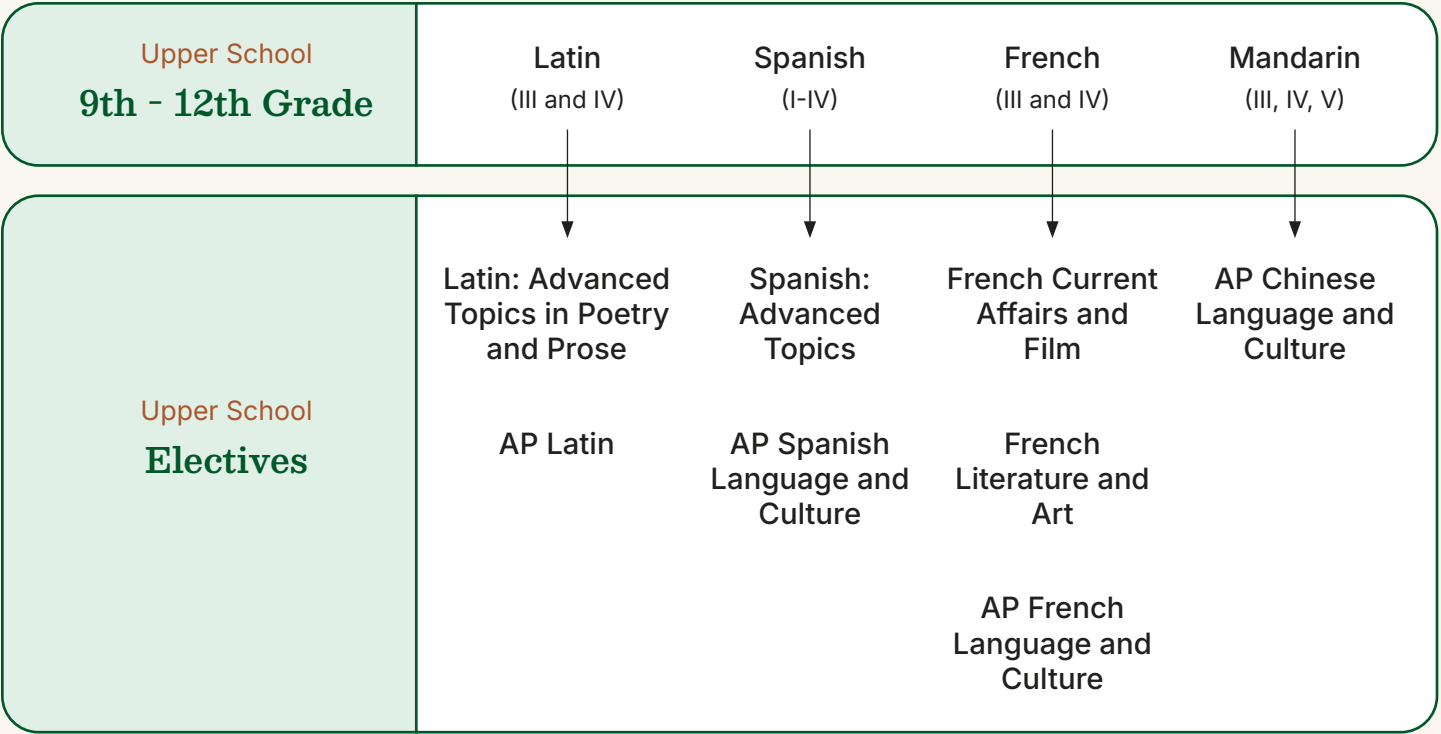 Upper School
9th - 12th Grade
Latin
(III and IV)
Spanish
(I-IV)
French
(III and IV)
Mandarin
(III, IV, V)
Upper School
Electives
Latin: Advanced
Topics in Poetry
and Prose
AP Latin
Spanish:
Advanced
Topics
AP Spanish
Language and
Culture
French Current
Affairs and
Film
French
Literature and
Art
AP French
Language and
Culture
AP Chinese
Language and
Culture